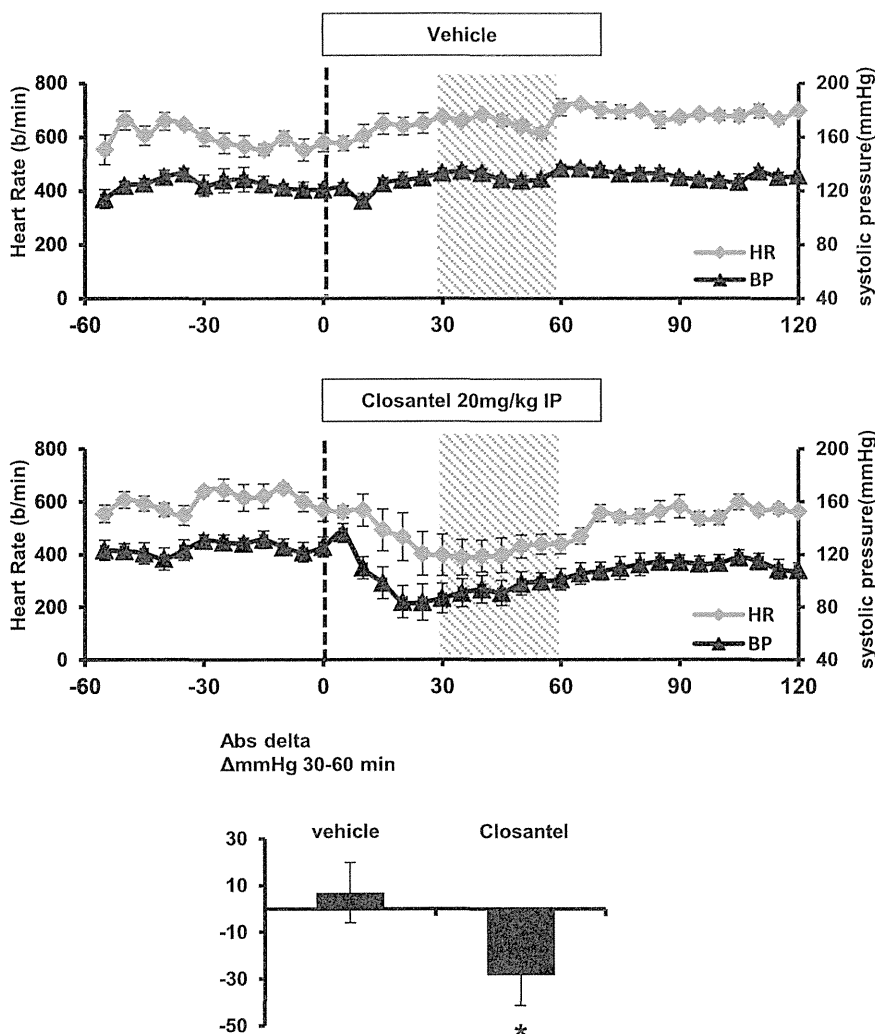 Vehicle
Heart Rate (b/min)
800
600
400
200
0
200
160
120
80
40
systolic pressure(mmHg)
HR
BP
-60
-30
0
30
60
90
120
Closantel 20mg/kg IP
Heart Rate (b/min)
800
600
400
200
0
200
160
120
80
40
systolic pressure(mmHg)
HR
BP
-60
-30
0
30
60
90
120
Abs delta
ΔmmHg 30-60 min
vehicle
Closantel
30
10
-10
-30
-50
*